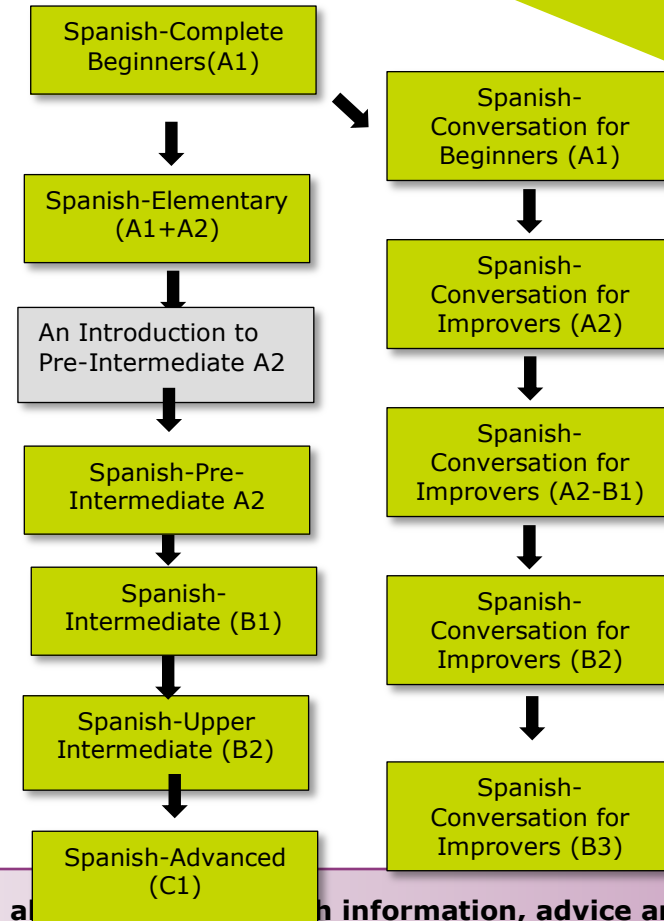 Spanish-Complete
Beginners(A1)
Spanish-Elementary
(A1+A2)
An Introduction to
Pre-Intermediate A2
Spanish-Pre-
Intermediate A2
Spanish-
Intermediate (B1)
Spanish-Upper
Intermediate (B2)
Spanish-Advanced
(C1)
Spanish-
Conversation for
Beginners (A1)
Spanish-
Conversation for
Improvers (A2)
Spanish-
Conversation for
Improvers (A2-B1)
Spanish-
Conversation for
Improvers (B2)
Spanish-
Conversation for
Improvers (B3)
information, advice